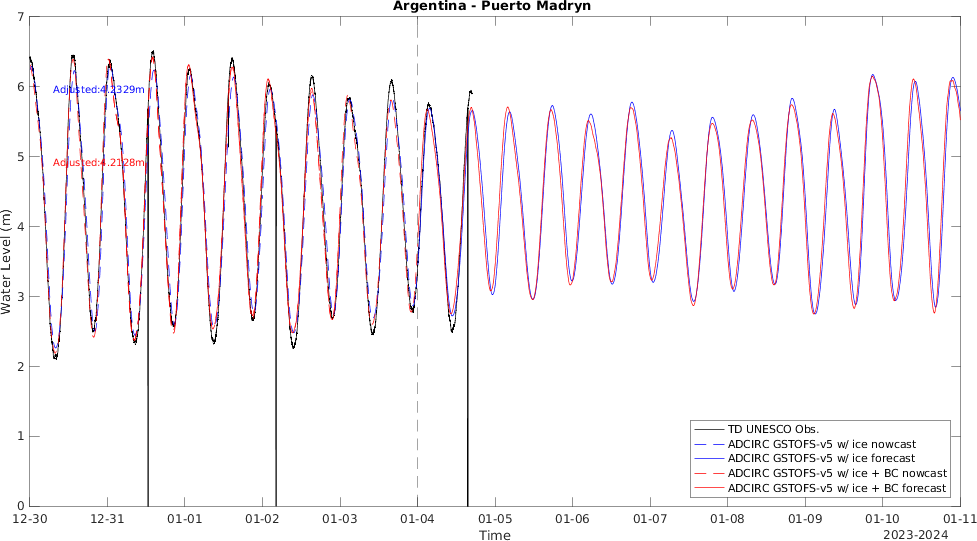 Argentina - Puerto Madryn
7
6
5
4
3
2
1
0
Water Level (m)
Adjusted:4.2329m
Adjusted:4.2128m
TD UNESCO Obs.
ADCIRC GSTOFS-v5 w/ ice nowcast
ADCIRC GSTOFS-v5 w/ ice forecast
ADCIRC GSTOFS-v5 w/ ice + BC nowcast
ADCIRC GSTOFS-v5 w/ ice + BC forecast
12-30 12-31 01-01 01-02 01-03 01-04 01-05 01-06 01-07 01-08 01-09 01-10 01-11
Time
2023-2024